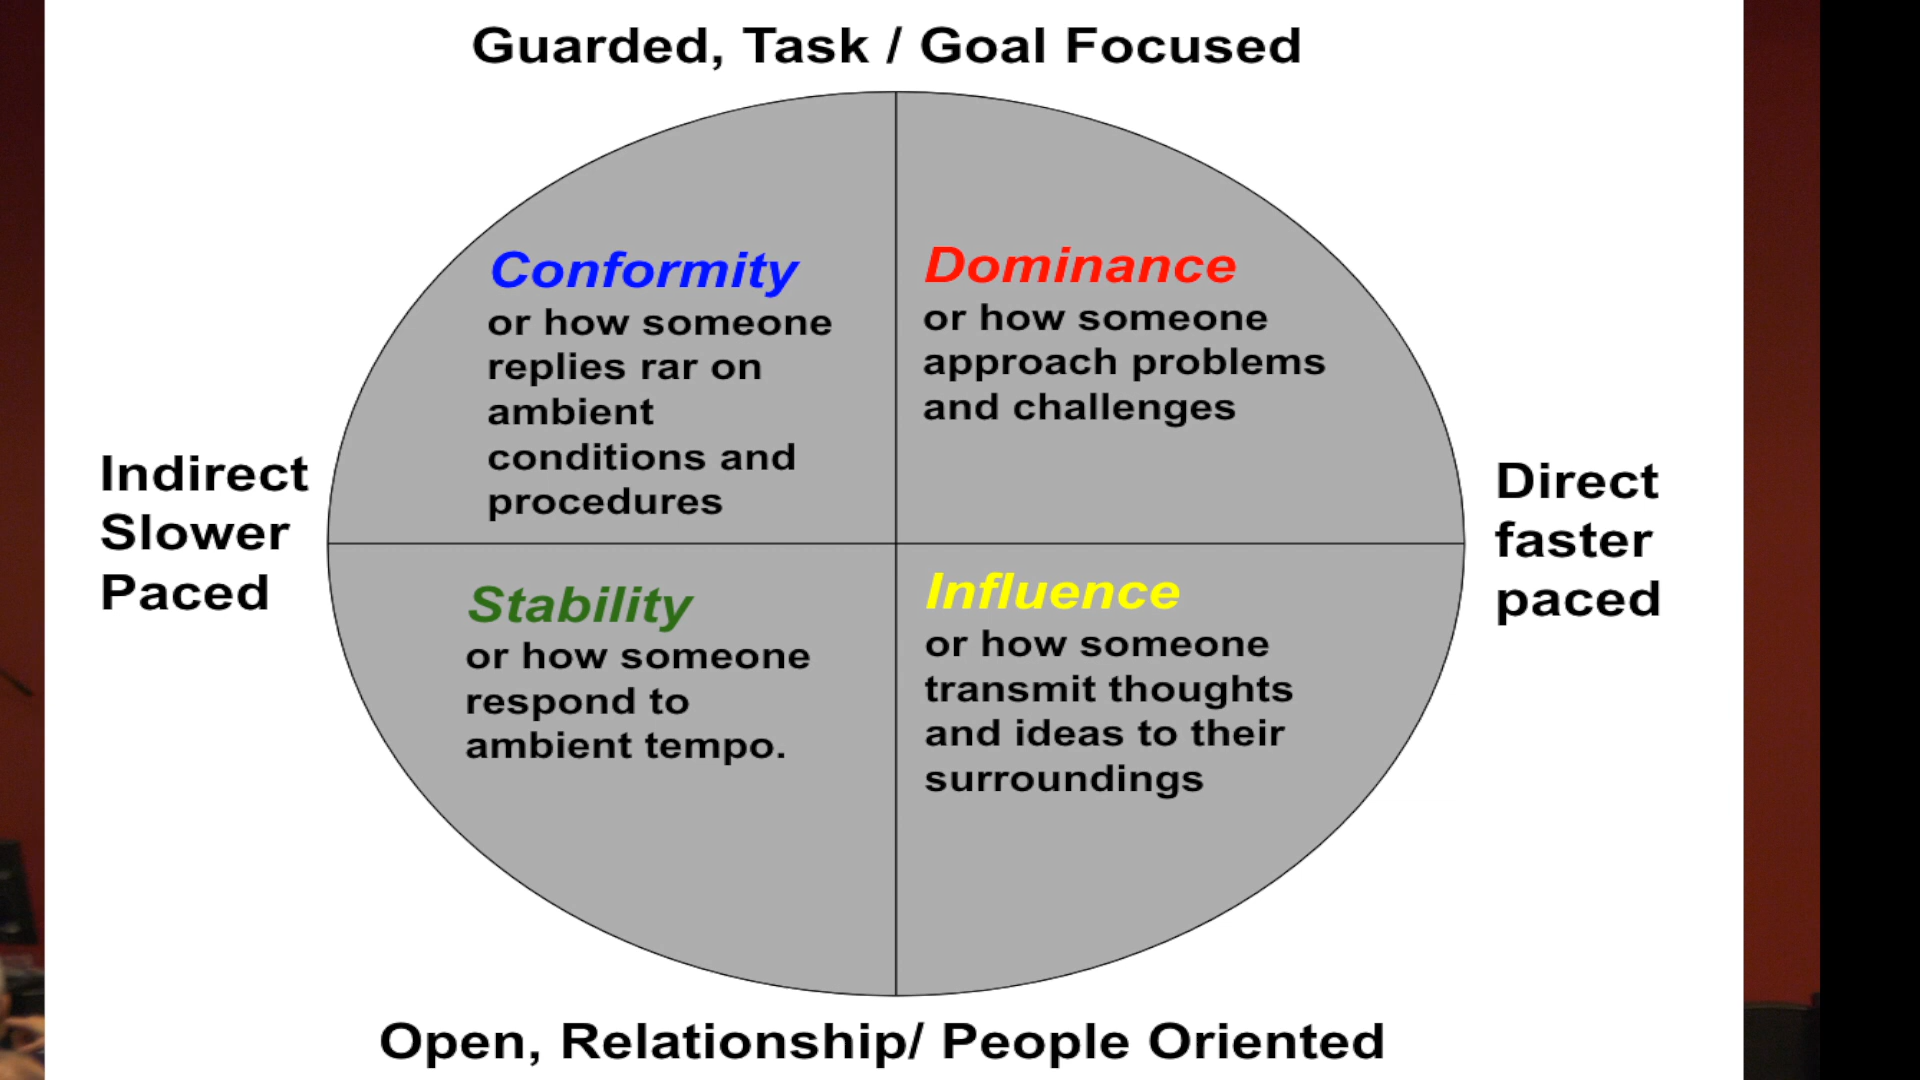 Guarded, Task / Goal Focused
Conformity
or how someone
replies rar on
ambient
conditions and
procedures
Dominance
or how someone
approach problems
and challenges
Indirect
Slower
Paced
Direct
faster
paced
Stability
or how someone
respond to
ambient tempo.
Influence
or how someone
transmit thoughts
and ideas to their
surroundings
Open, Relationship/ People Oriented